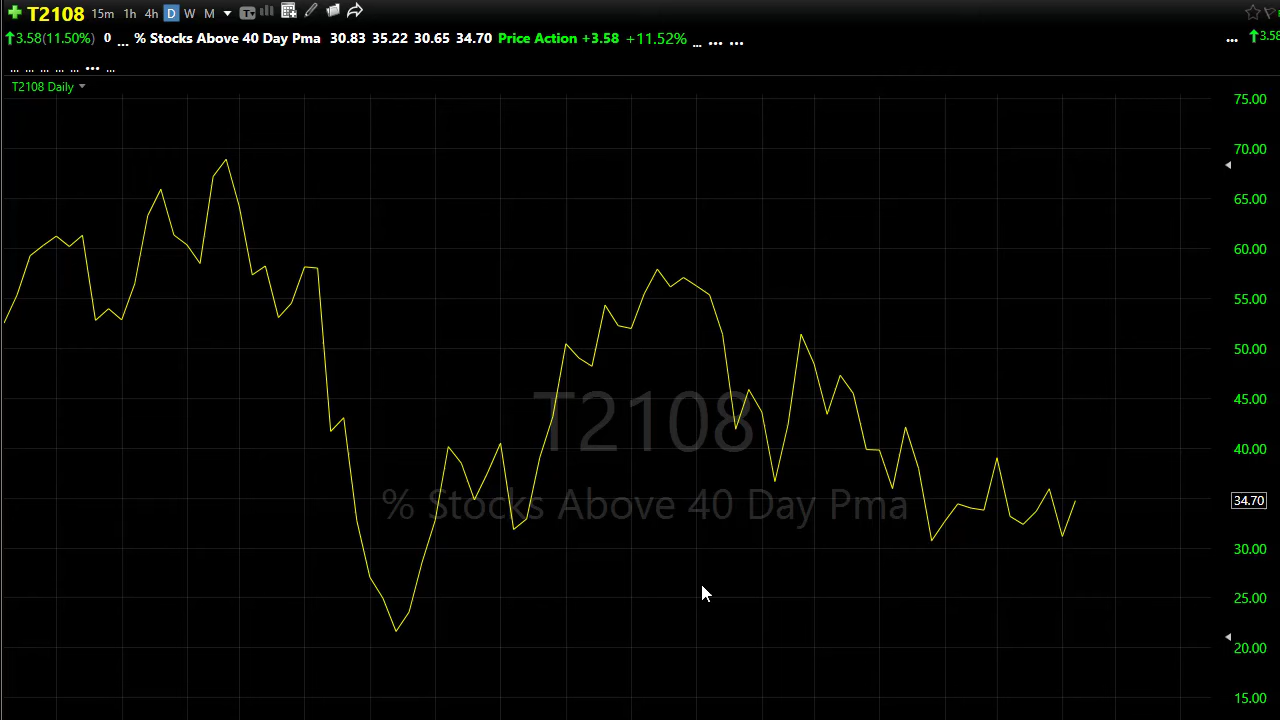 T2108 15m 1h 4h D W M
3.58(11.50%) 0 ... % Stocks Above 40 Day Pma 30.83 35.22 30.65 34.70 Price Action +3.58 +11.52% ... ... ... ... 3.58
... ... ... ... ... ... ...
T2108 Daily
75.00
70.00
65.00
60.00
55.00
50.00
45.00
T2108
40.00
% Stocks Above 40 Day Pma
34.70
30.00
25.00
20.00
15.00